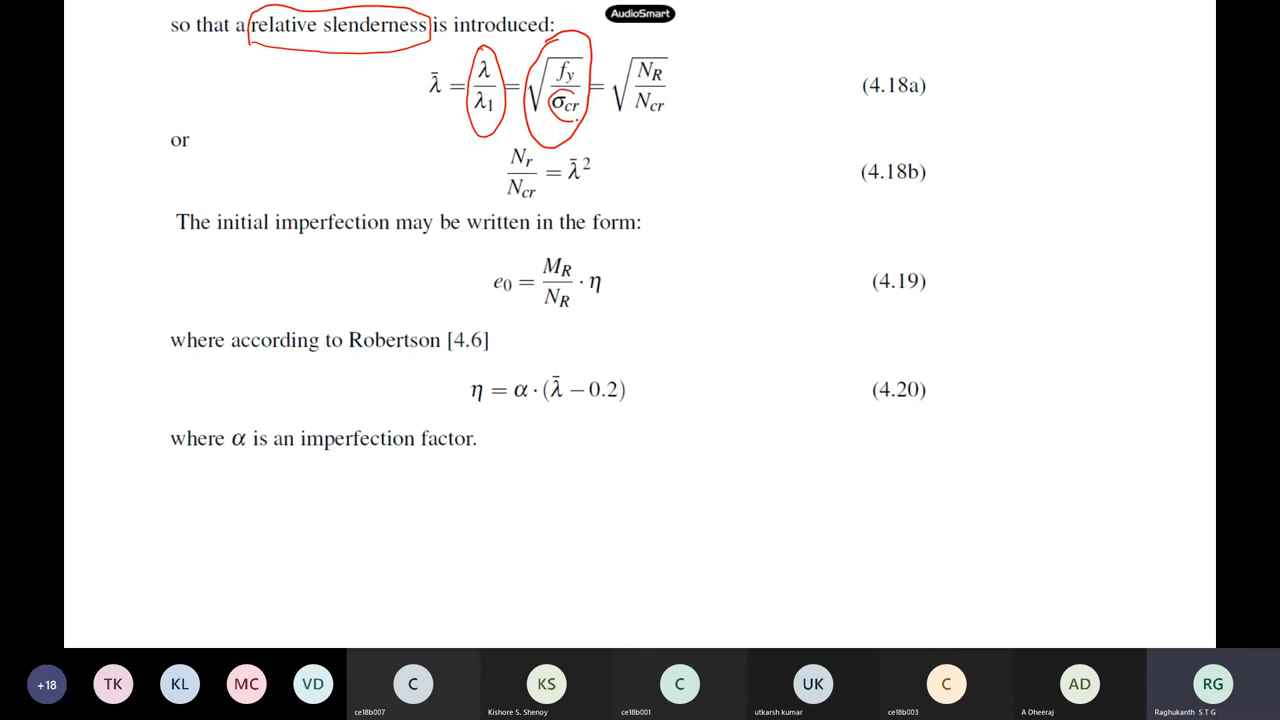 AudioSmart
so that a relative slenderness is introduced:
λ̄ = λ/λ₁ = √(f_y/σ_cr) = √(N_R/N_cr) (4.18a)
or
N_r/N_cr = λ̄² (4.18b)
The initial imperfection may be written in the form:
e₀ = M_R/N_R · η (4.19)
where according to Robertson [4.6]
η = α · (λ̄ − 0.2) (4.20)
where α is an imperfection factor.
+18 TK KL MC VD C KS C UK C AD RG
ce18b007 Kishore S. Shenoy ce18b001 utkarsh kumar ce18b003 A Dheeraj Raghukanth S T G